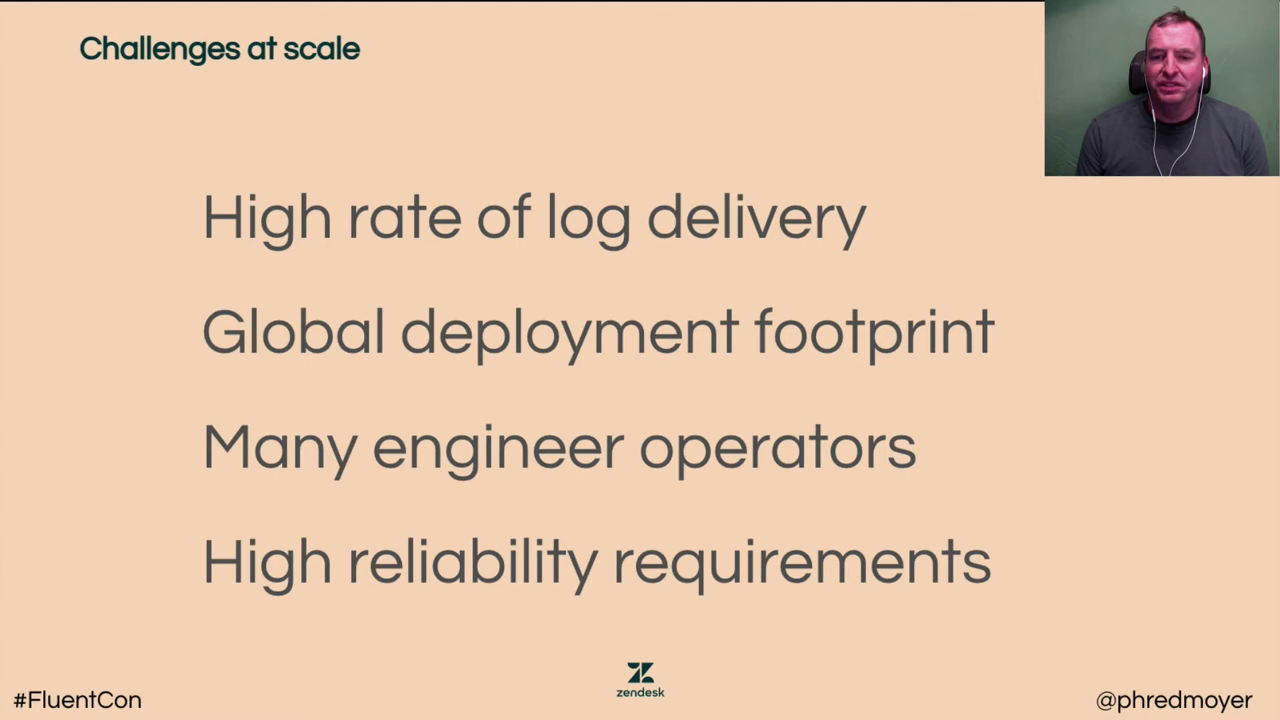 Challenges at scale
High rate of log delivery
Global deployment footprint
Many engineer operators
High reliability requirements
zendesk
#FluentCon
@phredmoyer